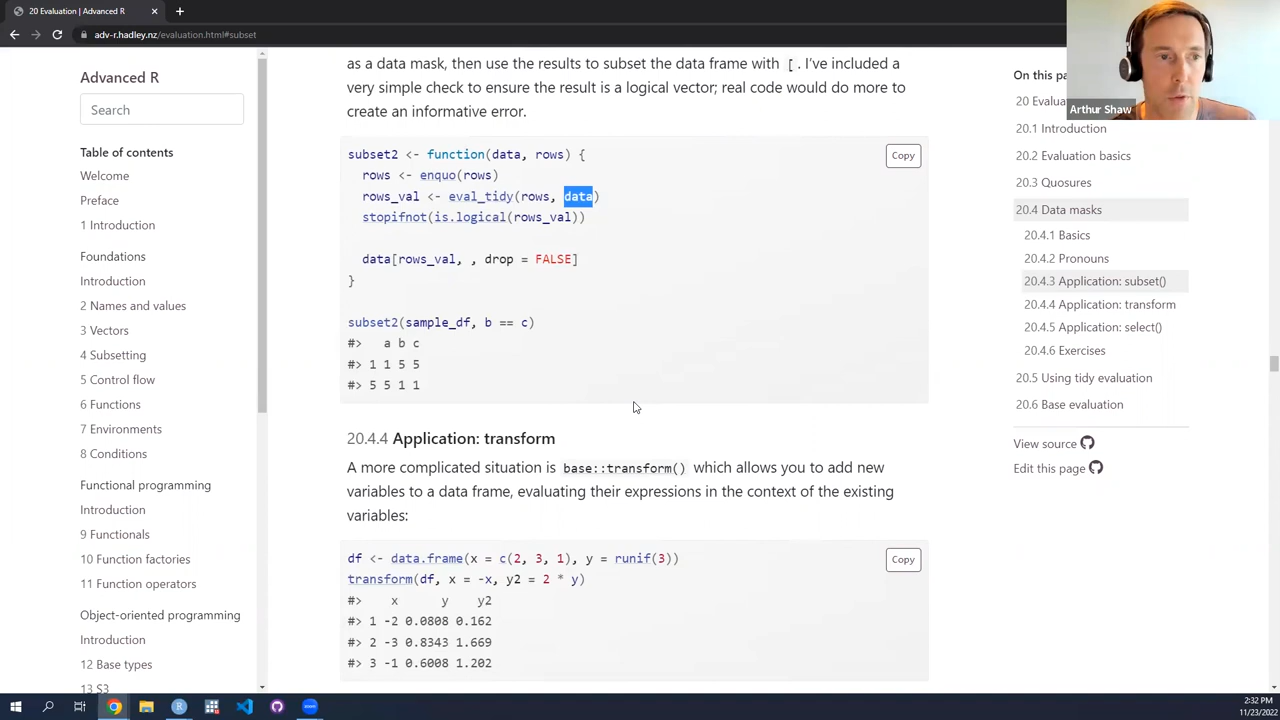 20 Evaluation | Advanced R
adv-r.hadley.nz/evaluation.html#subset
Arthur Shaw
Advanced R
Search
Table of contents
Welcome
Preface
1 Introduction
Foundations
Introduction
2 Names and values
3 Vectors
4 Subsetting
5 Control flow
6 Functions
7 Environments
8 Conditions
Functional programming
Introduction
9 Functionals
10 Function factories
11 Function operators
Object-oriented programming
Introduction
12 Base types
13 S3
as a data mask, then use the results to subset the data frame with [. I’ve included a
very simple check to ensure the result is a logical vector; real code would do more to
create an informative error.
Copy
subset2 <- function(data, rows) {
rows <- enquo(rows)
rows_val <- eval_tidy(rows, data)
stopifnot(is.logical(rows_val))
data[rows_val, , drop = FALSE]
}
subset2(sample_df, b == c)
#> a b c
#> 1 1 5 5
#> 5 5 1 1
20.4.4 Application: transform
A more complicated situation is base::transform() which allows you to add new
variables to a data frame, evaluating their expressions in the context of the existing
variables:
Copy
df <- data.frame(x = c(2, 3, 1), y = runif(3))
transform(df, x = -x, y2 = 2 * y)
#> x y y2
#> 1 -2 0.0808 0.162
#> 2 -3 0.8343 1.669
#> 3 -1 0.6008 1.202
On this pa
20 Evalua
20.1 Introduction
20.2 Evaluation basics
20.3 Quosures
20.4 Data masks
20.4.1 Basics
20.4.2 Pronouns
20.4.3 Application: subset()
20.4.4 Application: transform
20.4.5 Application: select()
20.4.6 Exercises
20.5 Using tidy evaluation
20.6 Base evaluation
View source
Edit this page
2:32 PM
11/23/2022